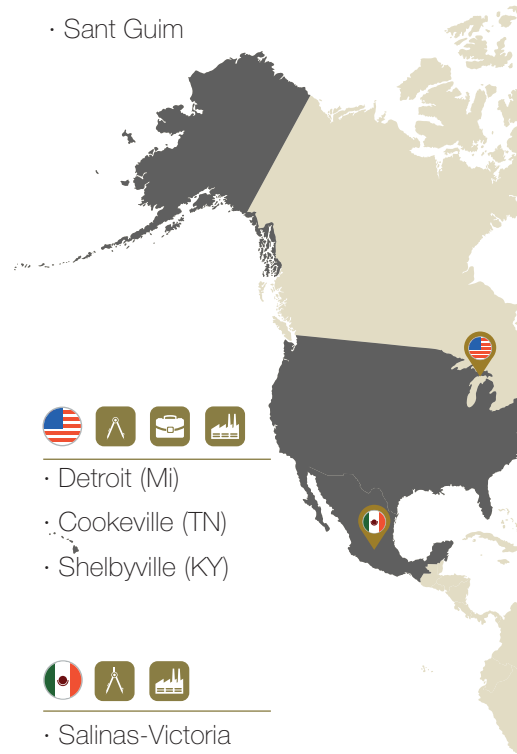 · Sant Guim
· Detroit (Mi)
· Cookeville (TN)
· Shelbyville (KY)
· Salinas-Victoria